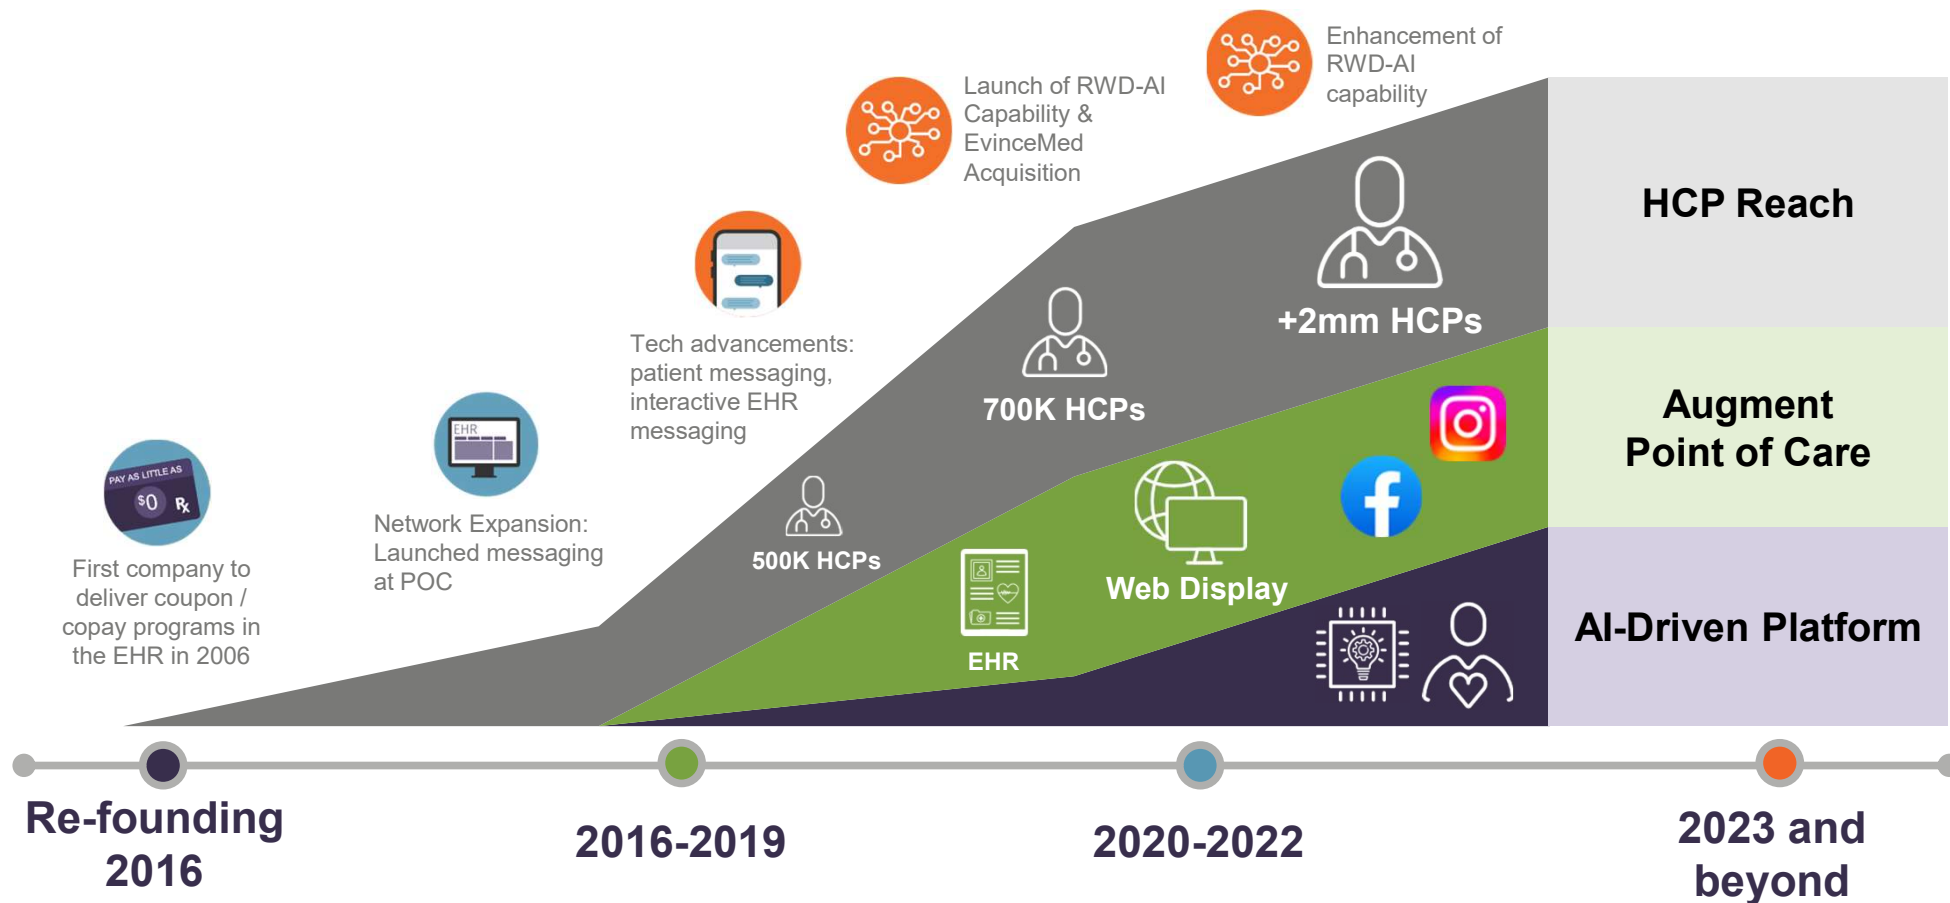 Enhancement of
RWD-AI
capability
Launch of RWD-AI
Capability &
EvinceMed
Acquisition
Tech advancements:
patient messaging,
interactive EHR
messaging
EHR
Network Expansion:
Launched messaging
at POC
PAY AS LITTLE AS
$0 Rx
First company to
deliver coupon /
copay programs in
the EHR in 2006
500K HCPs
700K HCPs
+2mm HCPs
EHR
Web Display
HCP Reach
Augment
Point of Care
AI-Driven Platform
Re-founding
2016
2016-2019
2020-2022
2023 and
beyond